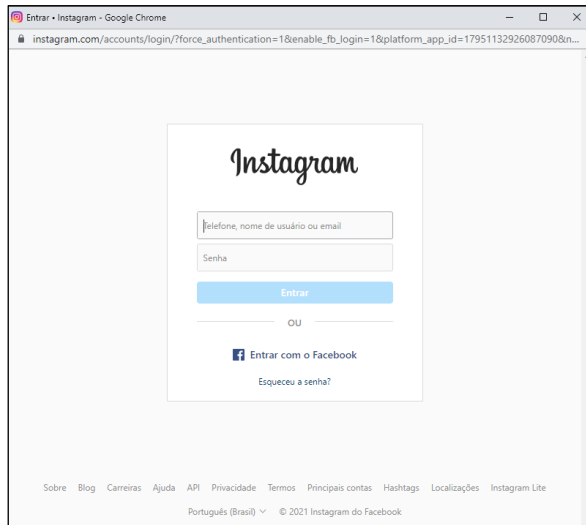 Entrar • Instagram - Google Chrome
instagram.com/accounts/login/?force_authentication=1&enable_fb_login=1&platform_app_id=17951132926087090&n...
Instagram
Telefone, nome de usuário ou email
Senha
Entrar
OU
Entrar com o Facebook
Esqueceu a senha?
Sobre Blog Carreiras Ajuda API Privacidade Termos Principais contas Hashtags Localizações Instagram Lite
Português (Brasil) © 2021 Instagram do Facebook